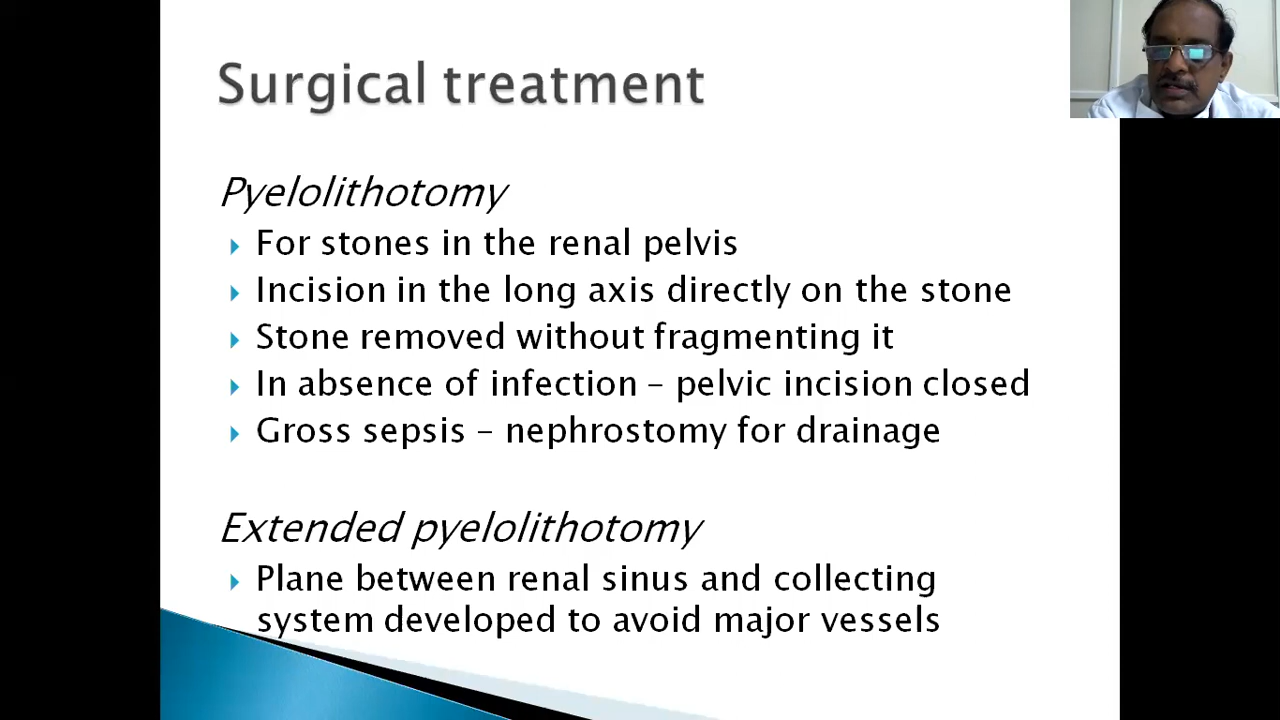 Surgical treatment
Pyelolithotomy
For stones in the renal pelvis
Incision in the long axis directly on the stone
Stone removed without fragmenting it
In absence of infection – pelvic incision closed
Gross sepsis – nephrostomy for drainage
Extended pyelolithotomy
Plane between renal sinus and collecting
system developed to avoid major vessels